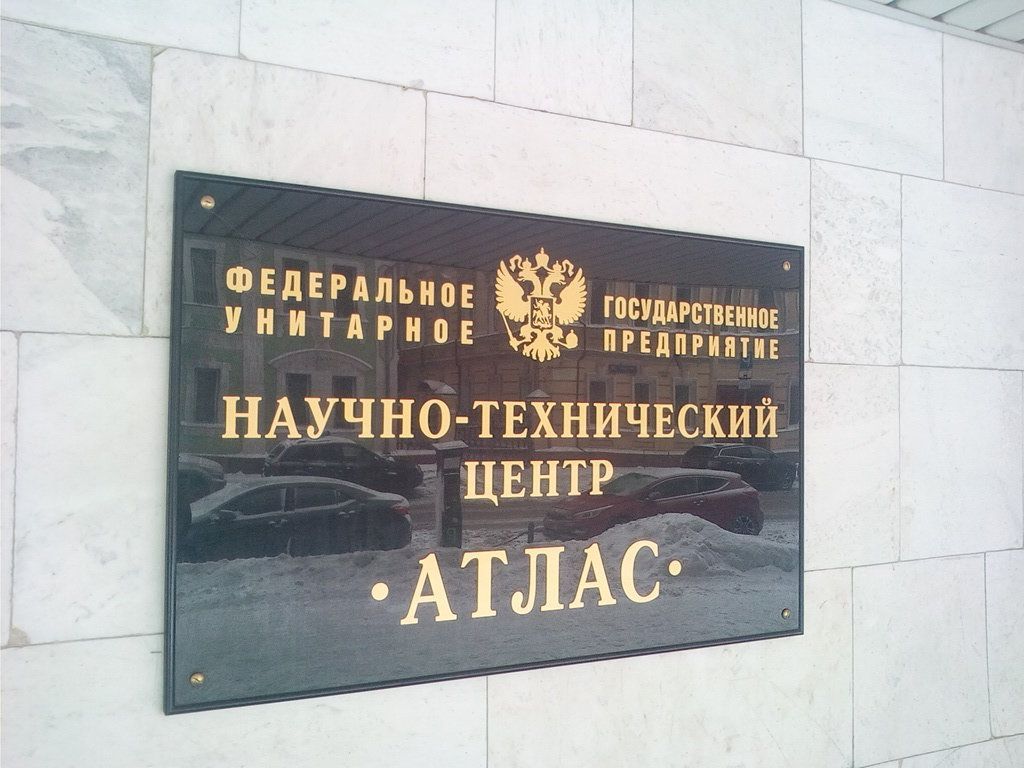 ФЕДЕРАЛЬНОЕ
УНИТАРНОЕ
ГОСУДАРСТВЕННОЕ
ПРЕДПРИЯТИЕ
НАУЧНО-ТЕХНИЧЕСКИЙ
ЦЕНТР
·АТЛАС·